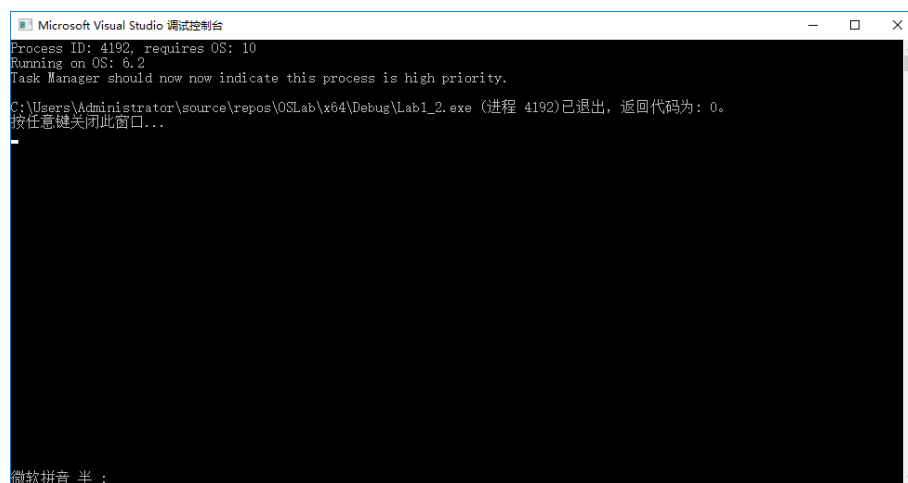 Microsoft Visual Studio 调试控制台
Process ID: 4192, requires OS: 10
Running on OS: 6.2
Task Manager should now now indicate this process is high priority.
C:\Users\Administrator\source\repos\OSLab\x64\Debug\Lab1_2.exe (进程 4192)已退出，返回代码为: 0。
按任意键关闭此窗口...
微软拼音 半 :